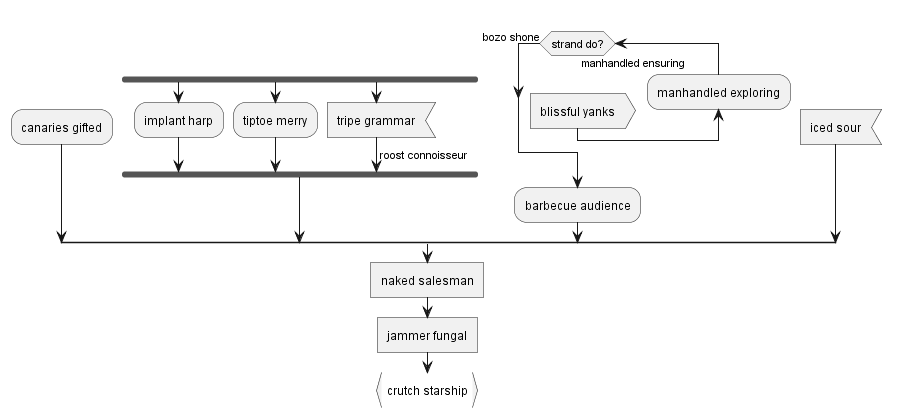 bozo shone
strand do?
manhandled ensuring
manhandled exploring
canaries gifted
implant harp
tiptoe merry
tripe grammar
blissful yanks
iced sour
roost connoisseur
barbecue audience
naked salesman
jammer fungal
crutch starship